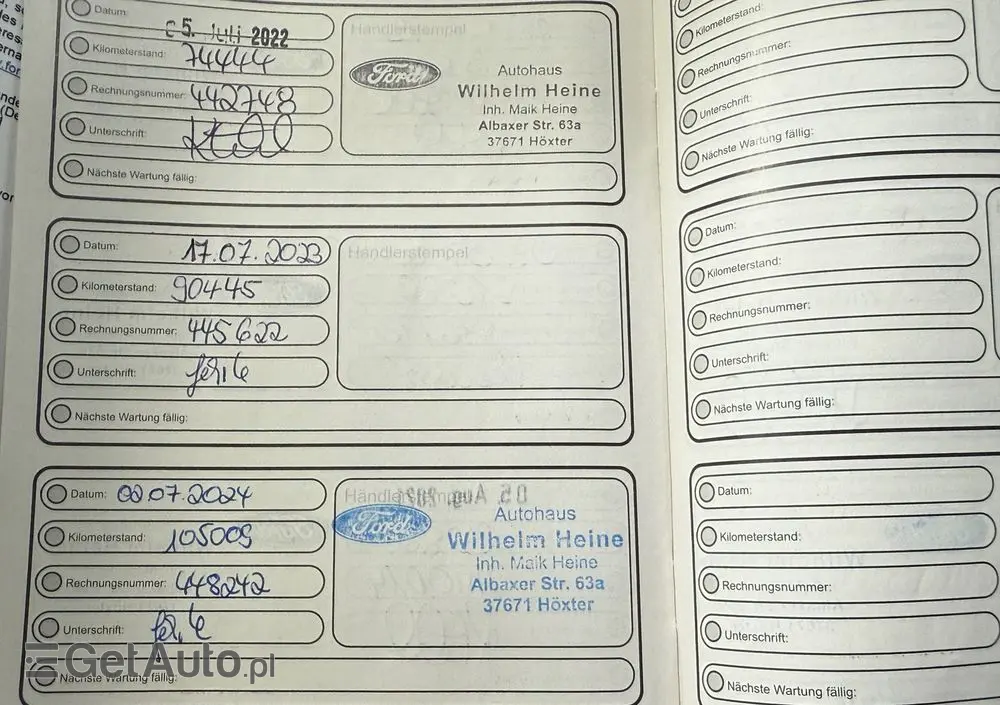 Datum: 05. Juli 2022
Kilometerstand: 74444
Rechnungsnummer: 442748
Unterschrift:
Nächste Wartung fällig:
Händlerstempel
Ford
Autohaus
Wilhelm Heine
Inh. Maik Heine
Albaxer Str. 63a
37671 Höxter
Datum: 17.07.2023
Kilometerstand: 90445
Rechnungsnummer: 445622
Unterschrift:
Nächste Wartung fällig:
Händlerstempel
Datum: 02.07.2024
Kilometerstand: 105009
Rechnungsnummer: 448242
Unterschrift:
Nächste Wartung fällig:
Händlerstempel
Ford
Autohaus
Wilhelm Heine
Inh. Maik Heine
Albaxer Str. 63a
37671 Höxter
Kilometerstand:
Rechnungsnummer:
Unterschrift:
Nächste Wartung fällig:
Datum:
Kilometerstand:
Rechnungsnummer:
Unterschrift:
Nächste Wartung fällig:
Datum:
Kilometerstand:
Rechnungsnummer:
Unterschrift:
Nächste Wartung fällig:
GetAuto.pl